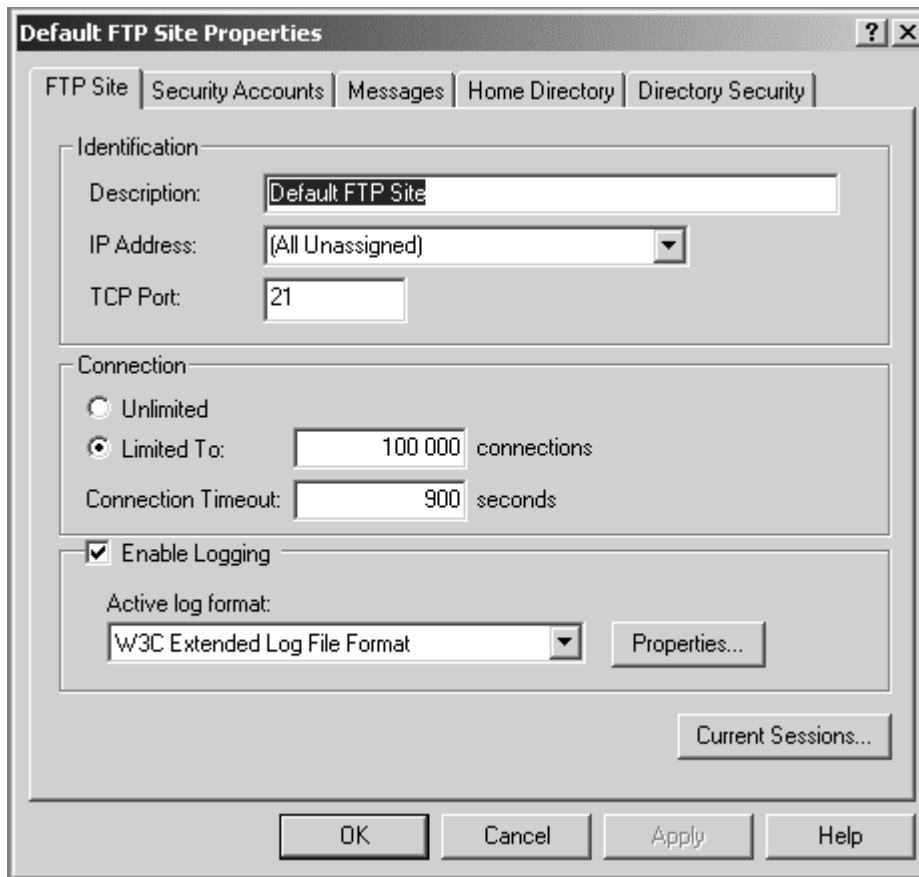 Default FTP Site Properties
FTP Site Security Accounts Messages Home Directory Directory Security
Identification
Description: Default FTP Site
IP Address: (All Unassigned)
TCP Port: 21
Connection
Unlimited
Limited To: 100 000 connections
Connection Timeout: 900 seconds
Enable Logging
Active log format:
W3C Extended Log File Format Properties...
Current Sessions...
OK Cancel Apply Help